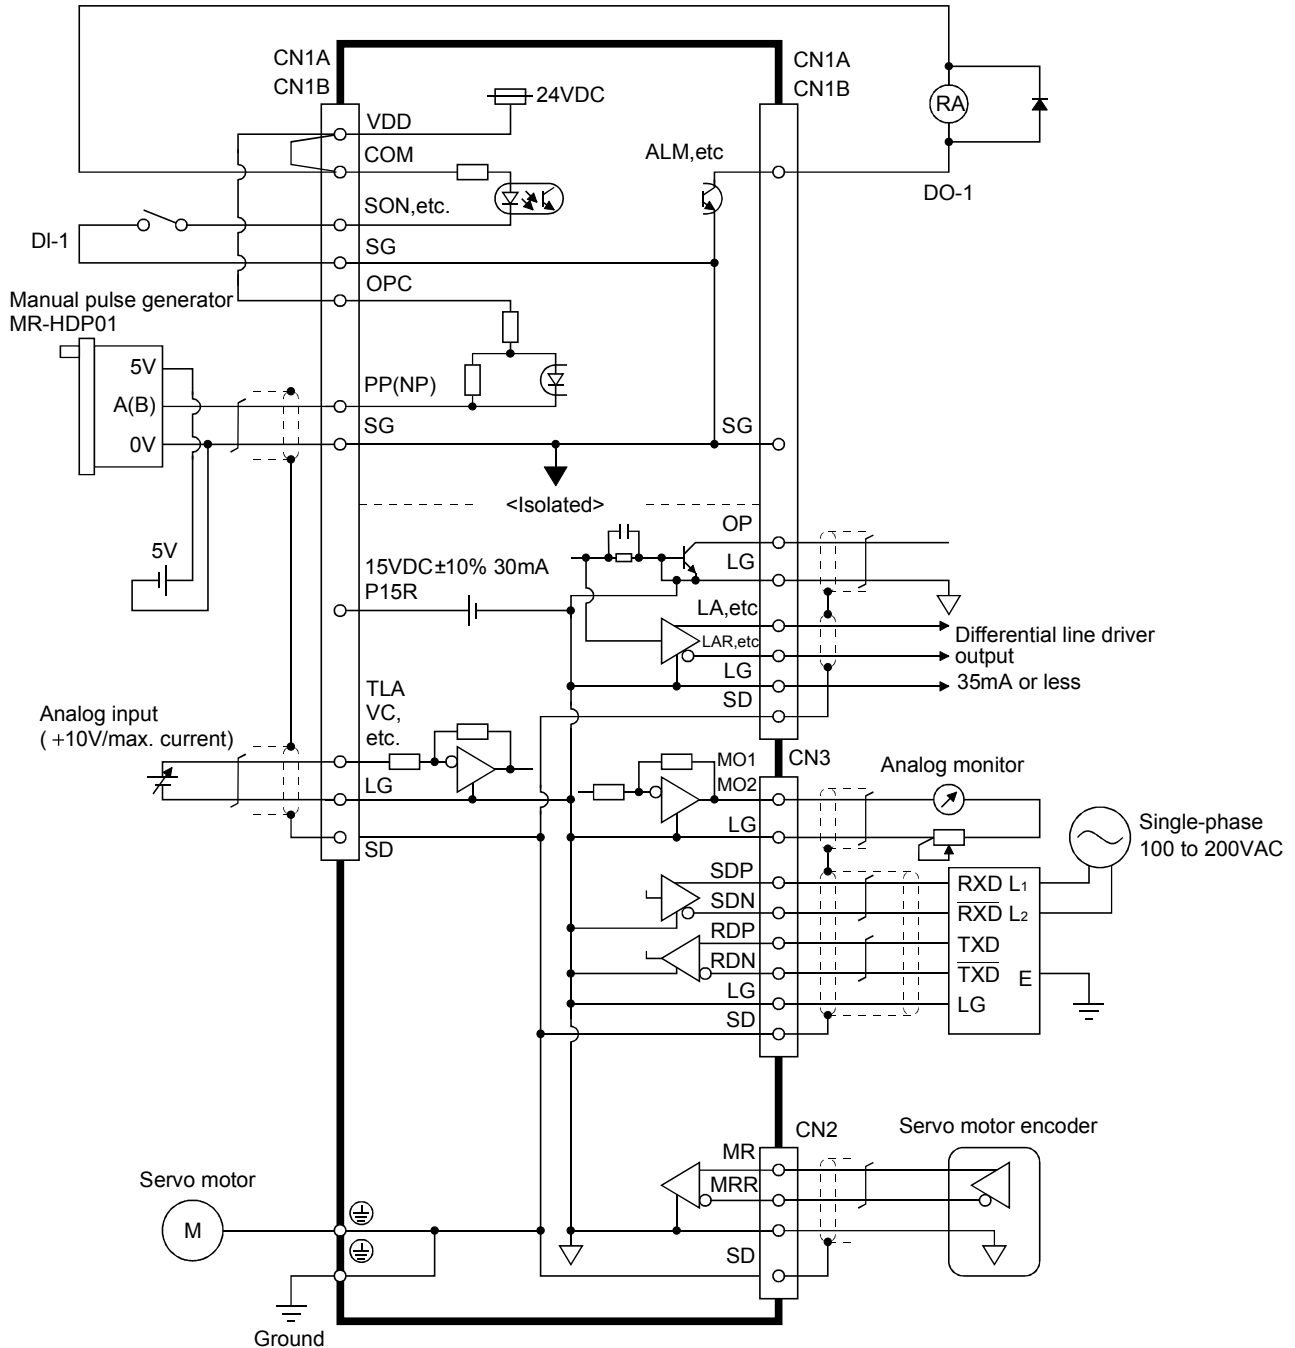 CN1A
CN1B
CN1A
CN1B
24VDC
VDD
COM
RA
ALM,etc
DO-1
SON,etc.
DI-1
SG
OPC
Manual pulse generator
MR-HDP01
5V
A(B)
0V
PP(NP)
SG
SG
<Isolated>
OP
LG
5V
15VDC±10% 30mA
P15R
LA,etc
LAR,etc
LG
SD
Differential line driver
output
35mA or less
TLA
VC,
etc.
Analog input
( +10V/max. current)
LG
SD
CN3
MO1
MO2
LG
Analog monitor
Single-phase
100 to 200VAC
SDP
SDN
RDP
RDN
LG
SD
RXD L1
RXD L2
TXD
TXD
E
LG
CN2
Servo motor encoder
MR
MRR
SD
Servo motor
M
Ground